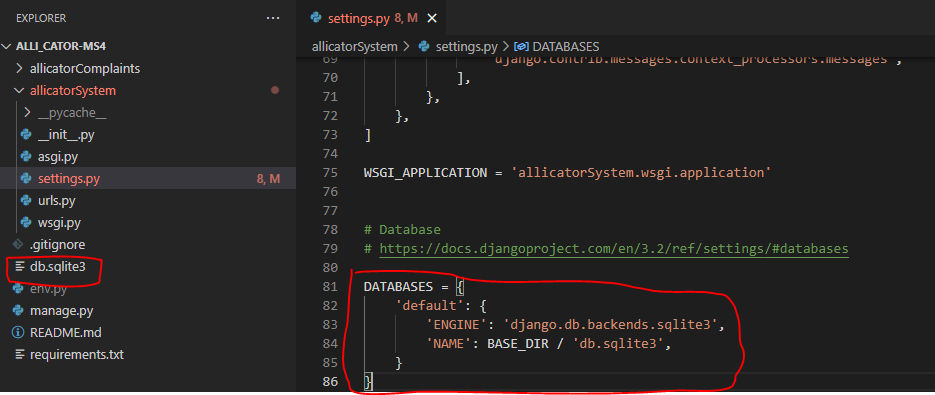 EXPLORER
ALLI_CATOR-MS4
allicatorComplaints
allicatorSystem
__pycache__
__init__.py
asgi.py
settings.py 8, M
urls.py
wsgi.py
.gitignore
db.sqlite3
env.py
manage.py
README.md
requirements.txt
settings.py 8, M
allicatorSystem > settings.py > DATABASES
69 'django.contrib.messages.context_processors.messages',
70 ],
71 },
72 },
73 ]
74
75 WSGI_APPLICATION = 'allicatorSystem.wsgi.application'
76
77
78 # Database
79 # https://docs.djangoproject.com/en/3.2/ref/settings/#databases
80
81 DATABASES = {
82 'default': {
83 'ENGINE': 'django.db.backends.sqlite3',
84 'NAME': BASE_DIR / 'db.sqlite3',
85 }
86 }